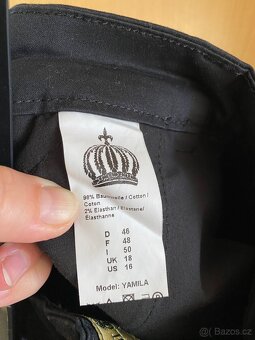 98% Baumwolle / Cotton /
Coton
2% Elasthan / Elastane/
Elasthanne
D 46
F 48
I 50
UK 18
US 16
Model: YAMILA
© Bazos.cz